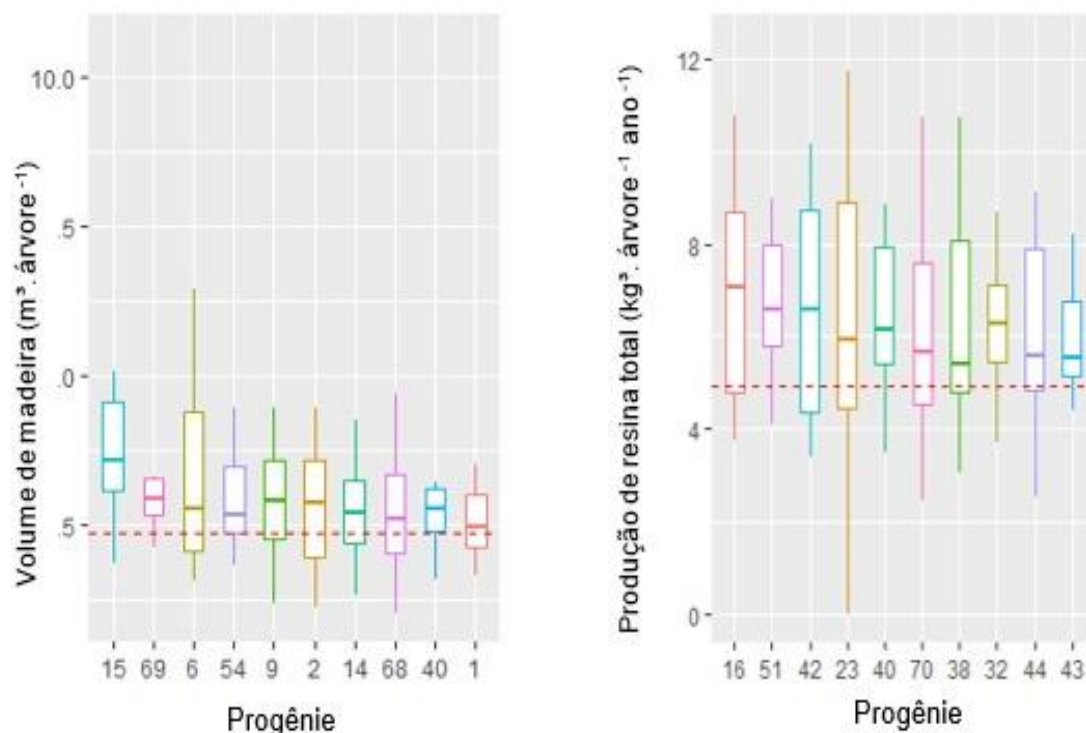 Volume de madeira (m³. árvore⁻¹)
10.0
.5
.0
.5
15 69 6 54 9 2 14 68 40 1
Progênie
Produção de resina total (kg³. árvore⁻¹ ano⁻¹)
12
8
4
0
16 51 42 23 40 70 38 32 44 43
Progênie